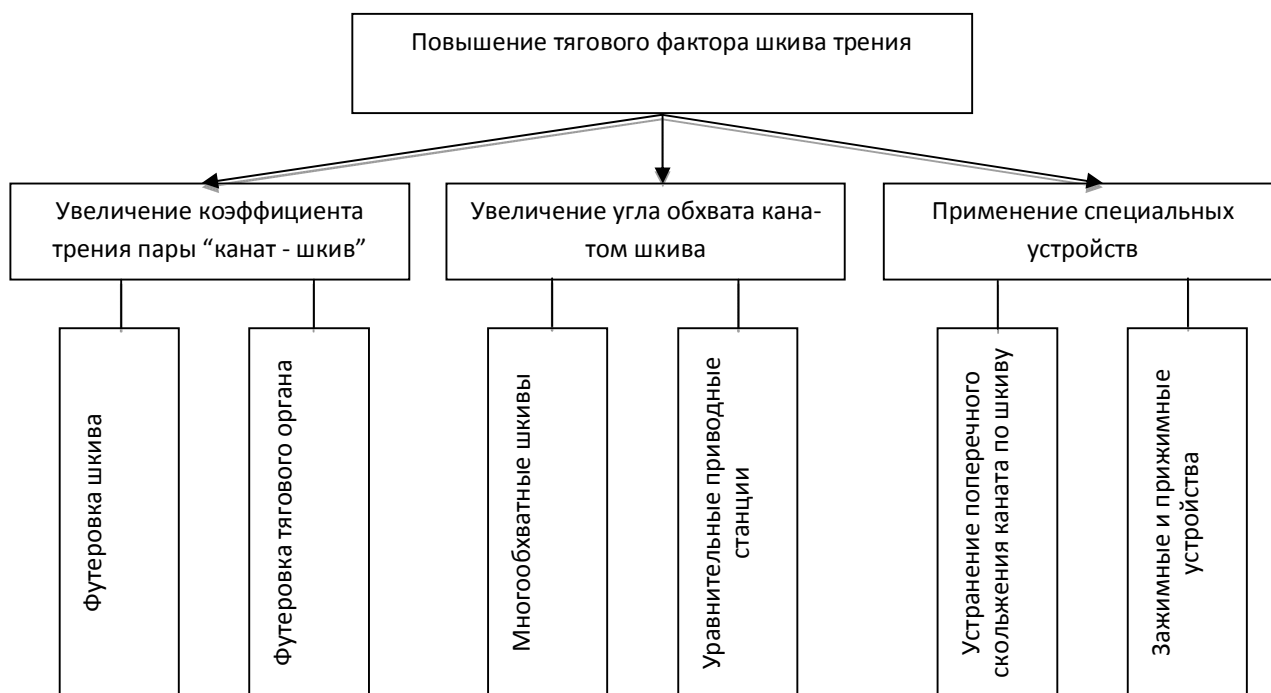 Повышение тягового фактора шкива трения
Увеличение коэффициента
трения пары “канат - шкив”
Увеличение угла обхвата кана-
том шкива
Применение специальных
устройств
Футеровка шкива
Футеровка тягового органа
Многообхватные шкивы
Уравнительные приводные
станции
Устранение поперечного
скольжения каната по шкиву
Зажимные и прижимные
устройства